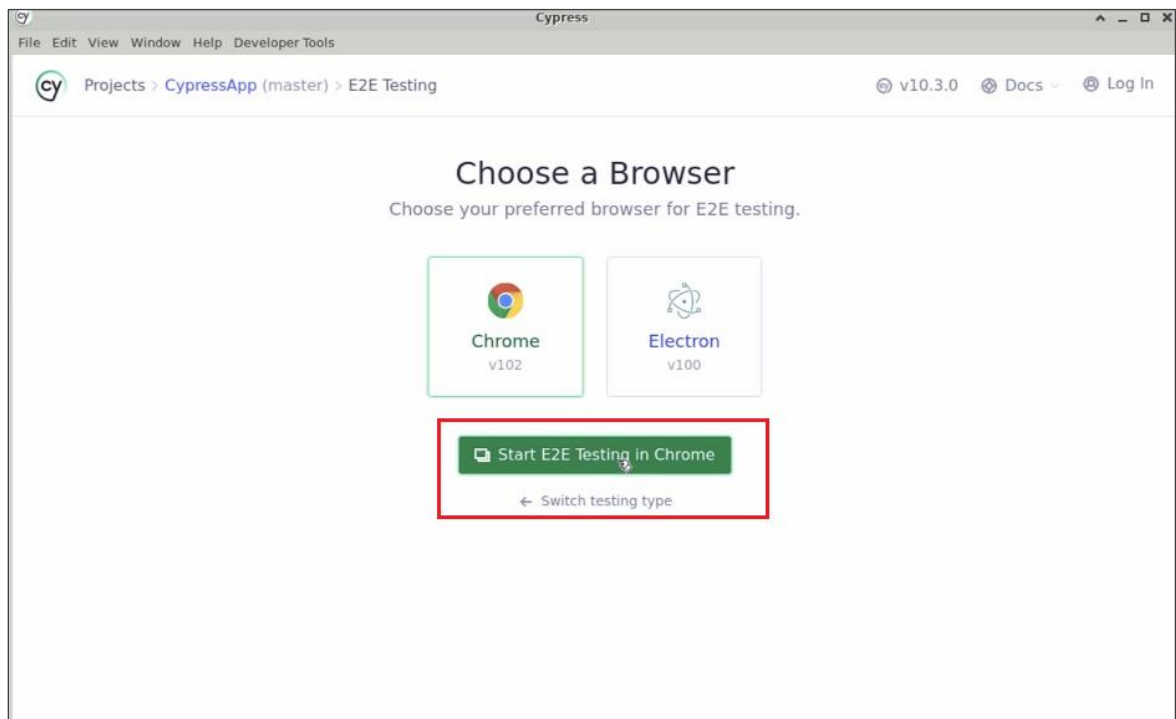 cy Cypress
File Edit View Window Help Developer Tools
cy Projects > CypressApp (master) > E2E Testing v10.3.0 Docs Log In
Choose a Browser
Choose your preferred browser for E2E testing.
Chrome Electron
v102 v100
Start E2E Testing in Chrome
← Switch testing type